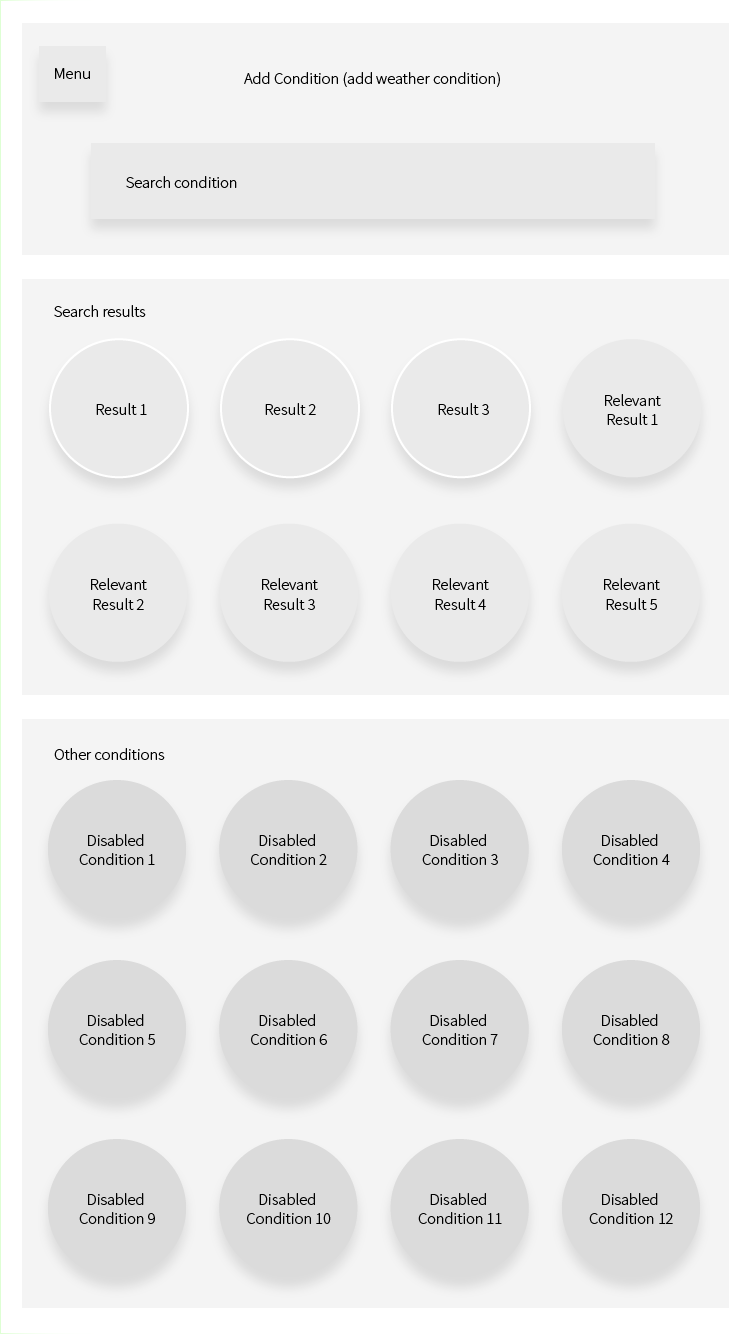 Menu
Add Condition (add weather condition)
Search condition
Search results
Result 1
Result 2
Result 3
Relevant
Result 1
Relevant
Result 2
Relevant
Result 3
Relevant
Result 4
Relevant
Result 5
Other conditions
Disabled
Condition 1
Disabled
Condition 2
Disabled
Condition 3
Disabled
Condition 4
Disabled
Condition 5
Disabled
Condition 6
Disabled
Condition 7
Disabled
Condition 8
Disabled
Condition 9
Disabled
Condition 10
Disabled
Condition 11
Disabled
Condition 12